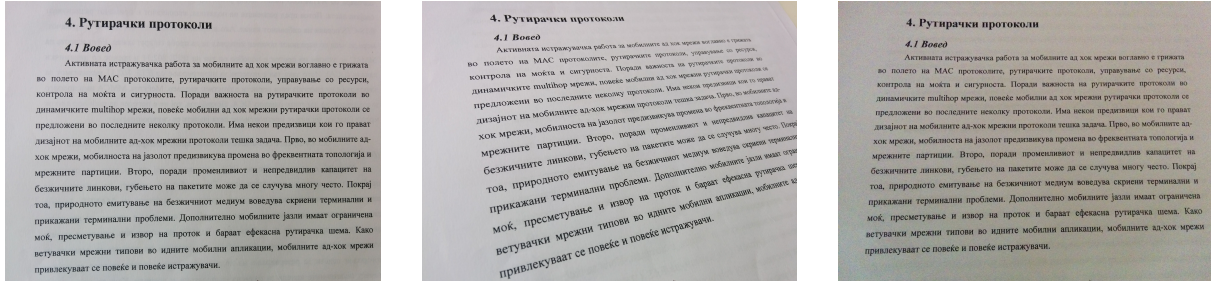 4. Рутирачки протоколи
4.1 Вовед
Активната истражувачка работа за мобилните ад хок мрежи воглавно е грижата
во полето на МАС протоколите, рутирачките протоколи, управување со ресурси,
контрола на моќта и сигурноста. Поради важноста на рутирачките протоколи во
динамичките multihop мрежи, повеќе мобилни ад хок мрежни рутирачки протоколи се
предложени во последните неколку протоколи. Има некои предизвици кои го прават
дизајнот на мобилните ад-хок мрежни протоколи тешка задача. Прво, во мобилните ад-
хок мрежи, мобилноста на јазолот предизвикува промена во фреквентната топологија и
мрежните партиции. Второ, поради променливиот и непредвидлив капацитет на
безжичните линкови, губењето на пакетите може да се случува многу често. Покрај
тоа, природното емитување на безжичниот медиум воведува скриени терминални и
прикажани терминални проблеми. Дополнително мобилните јазли имаат ограничена
моќ, пресметување и извор на проток и бараат ефекасна рутирачка шема. Како
ветувачки мрежни типови во идните мобилни апликации, мобилните ад-хок мрежи
привлекуваат се повеќе и повеќе истражувачи.
4. Рутирачки протоколи
4.1 Вовед
Активната истражувачка работа за мобилните ад хок мрежи воглавно е грижата
во полето на МАС протоколите, рутирачките протоколи, управување со ресурси,
контрола на моќта и сигурност. Поради важноста на рутирачките протоколи во
динамичките multihop мрежи, повеќе мобилни ад хок мрежни рутирачки протоколи се
предложени во последните неколку протоколи. Има некои предизвици кои го прават
дизајнот на мобилните ад-хок мрежни протоколи тешка задача. Прво, во мобилните ад-
хок мрежи, мобилноста на јазолот предизвикува промена во фреквентната топологија и
мрежните партиции. Второ, поради променливиот и непредвидлив капацитет на
безжичните линкови, губењето на пакетите може да се случува многу често.
тоа, природното емитување на безжичниот медиум воведува скриени
прикажани терминални проблеми. Дополнително мобилните јазли имаат
моќ, пресметување и извор на проток и бараат ефекасна рутирачка
ветувачки мрежни типови во идните мобилни апликации, мобилните
привлекуваат се повеќе и повеќе истражувачи.
4. Рутирачки протоколи
4.1 Вовед
Активната истражувачка работа за мобилните ад хок мрежи воглавно е грижата
во полето на МАС протоколите, рутирачките протоколи, управување со ресурси,
контрола на моќта и сигурност. Поради важноста на рутирачките протоколи во
динамичките multihop мрежи, повеќе мобилни ад хок мрежни рутирачки протоколи се
предложени во последните неколку протоколи. Има некои предизвици кои го прават
дизајнот на мобилните ад-хок мрежни протоколи тешка задача. Прво, во мобилните ад-
хок мрежи, мобилноста на јазолот предизвикува промена во фреквентната топологија и
мрежните партиции. Второ, поради променливиот и непредвидлив капацитет на
безжичните линкови, губењето на пакетите може да се случува многу често. Покрај
тоа, природното емитување на безжичниот медиум воведува скриени терминални и
прикажани терминални проблеми. Дополнително мобилните јазли имаат ограничена
моќ, пресметување и извор на проток и бараат ефекасна рутирачка шема. Како
ветувачки мрежни типови во идните мобилни апликации, мобилните ад-хок мрежи
привлекуваат се повеќе и повеќе истражувачи.